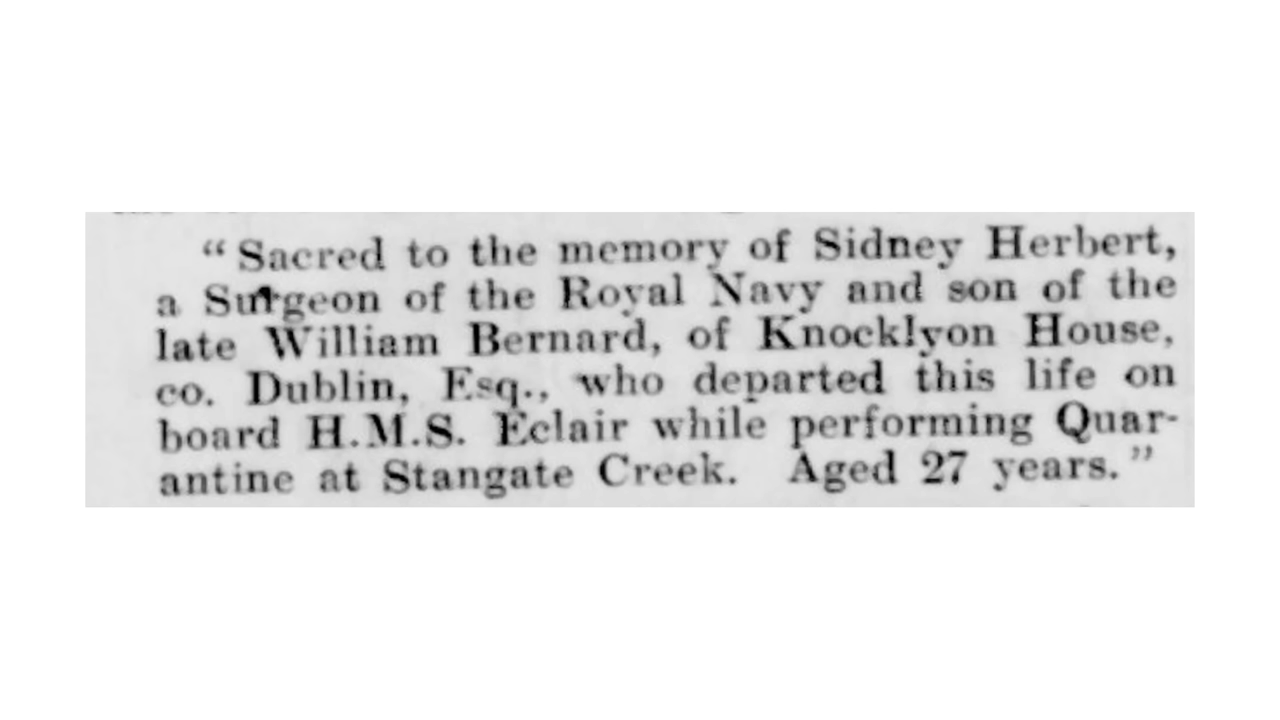 “Sacred to the memory of Sidney Herbert,
a Surgeon of the Royal Navy and son of the
late William Bernard, of Knocklyon House,
co. Dublin, Esq., who departed this life on
board H.M.S. Eclair while performing Quar-
antine at Stangate Creek. Aged 27 years.”